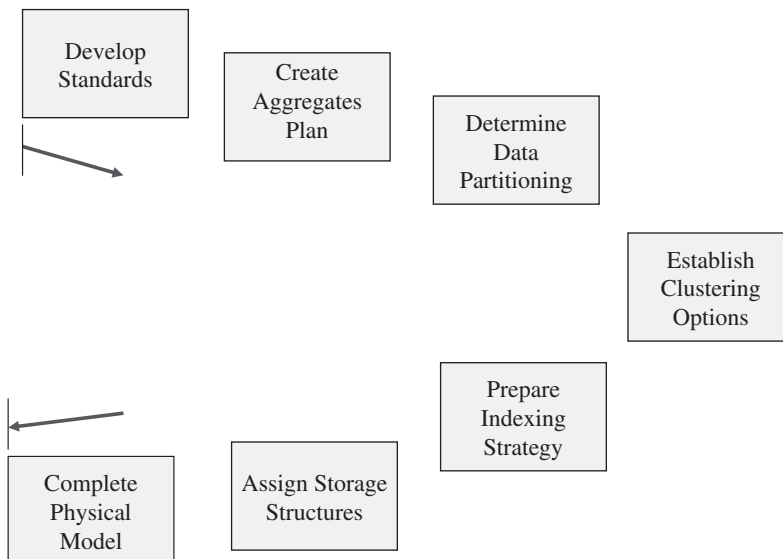 Develop
Standards
Create
Aggregates
Plan
Determine
Data
Partitioning
Establish
Clustering
Options
Prepare
Indexing
Strategy
Assign Storage
Structures
Complete
Physical
Model